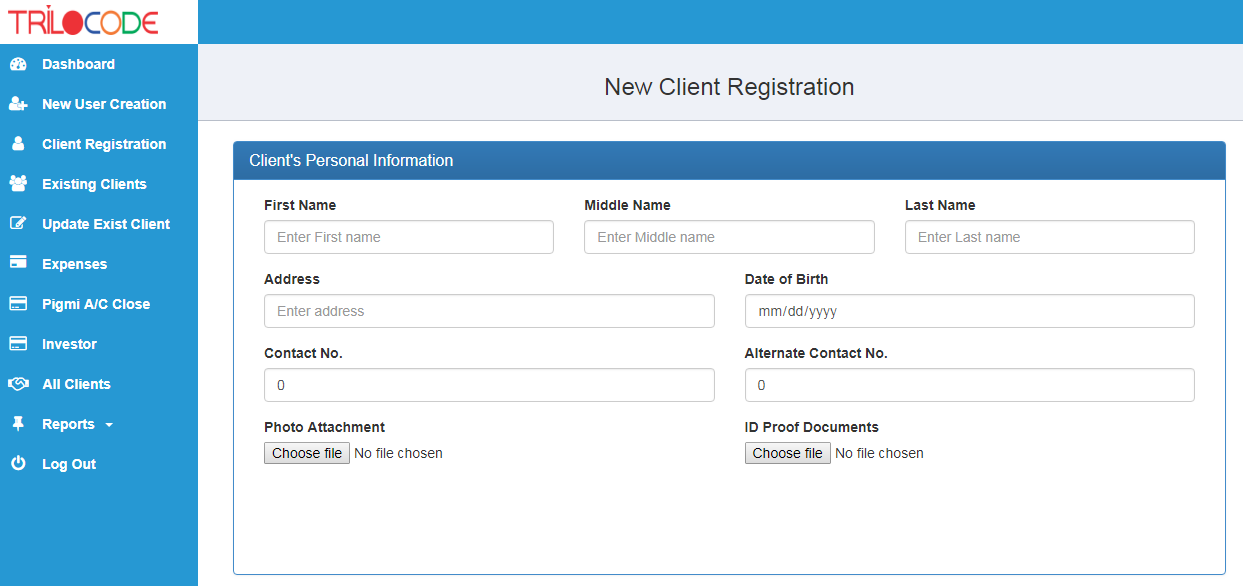 TRILOCODE
Dashboard
New User Creation
Client Registration
Existing Clients
Update Exist Client
Expenses
Pigmi A/C Close
Investor
All Clients
Reports
Log Out
New Client Registration
Client's Personal Information
First Name Middle Name Last Name
Enter First name Enter Middle name Enter Last name
Address Date of Birth
Enter address mm/dd/yyyy
Contact No. Alternate Contact No.
0 0
Photo Attachment ID Proof Documents
Choose file No file chosen Choose file No file chosen